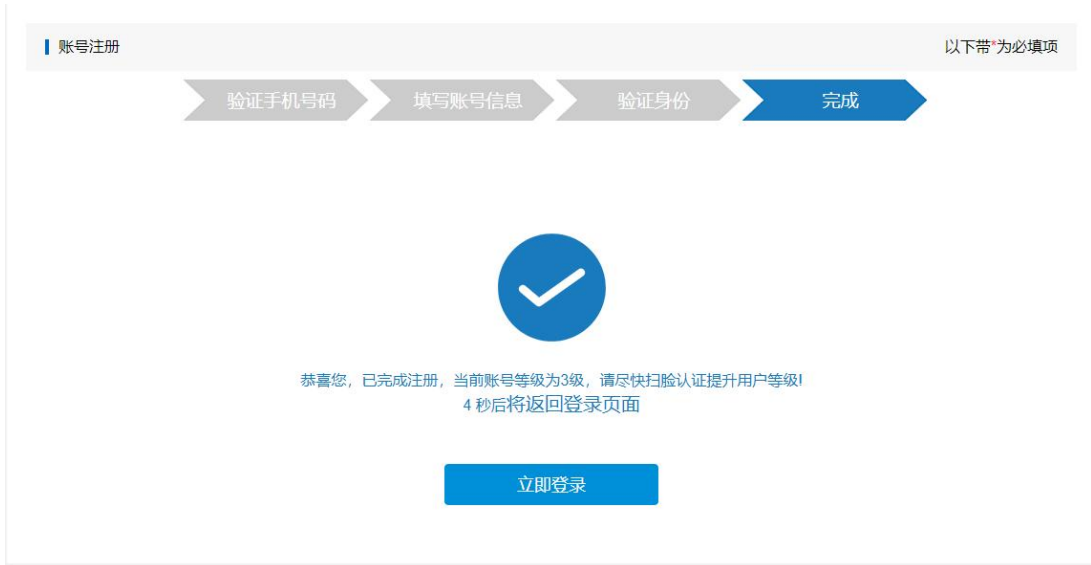 账号注册
以下带*为必填项
验证手机号码
填写账号信息
验证身份
完成
恭喜您，已完成注册，当前账号等级为3级，请尽快扫脸认证提升用户等级!
4 秒后将返回登录页面
立即登录